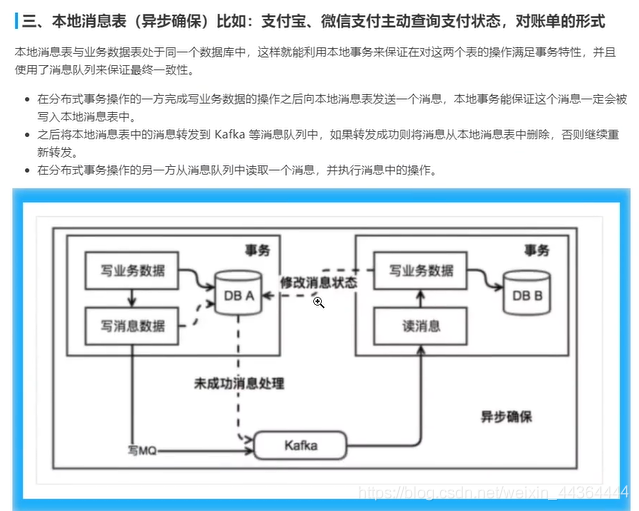 三、本地消息表（异步确保）比如：支付宝、微信支付主动查询支付状态，对账单的形式
本地消息表与业务数据表处于同一个数据库中，这样就能利用本地事务来保证在对这两个表的操作满足事务特性，并且
使用了消息队列来保证最终一致性。
在分布式事务操作的一方完成写业务数据的操作之后向本地消息表发送一个消息，本地事务能保证这个消息一定会被
写入本地消息表中。
之后将本地消息表中的消息转发到 Kafka 等消息队列中，如果转发成功则将消息从本地消息表中删除，否则继续重
新转发。
在分布式事务操作的另一方从消息队列中读取一个消息，并执行消息中的操作。
事务
事务
写业务数据
DB A
修改消息状态
写业务数据
DB B
写消息数据
读消息
未成功消息处理
异步确保
写MQ
Kafka
https://blog.csdn.net/weixin_44364444